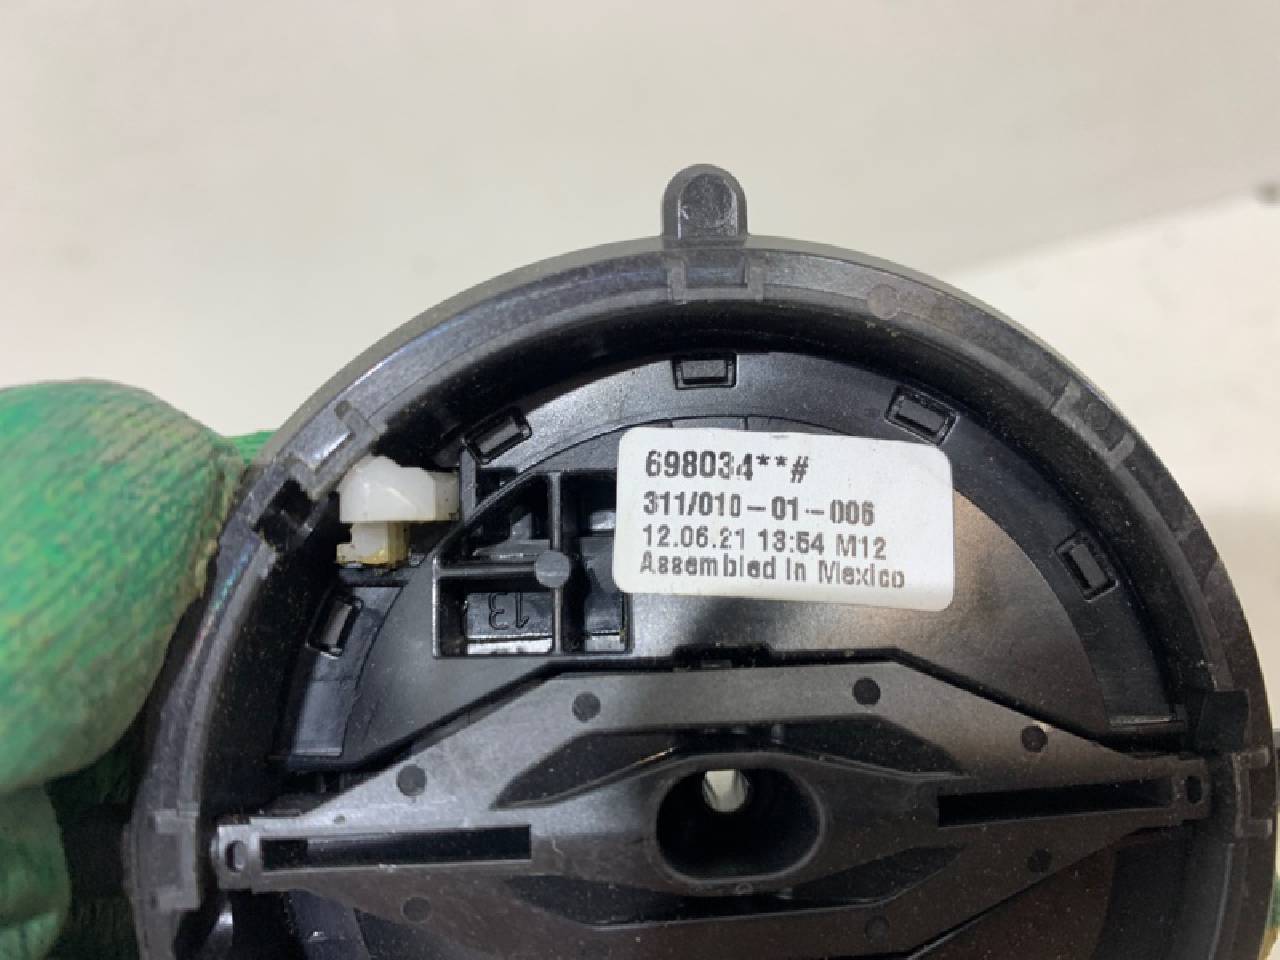 698034**#
311/010-01-006
12.06.21 13:54 M12
Assembled in Mexico
13